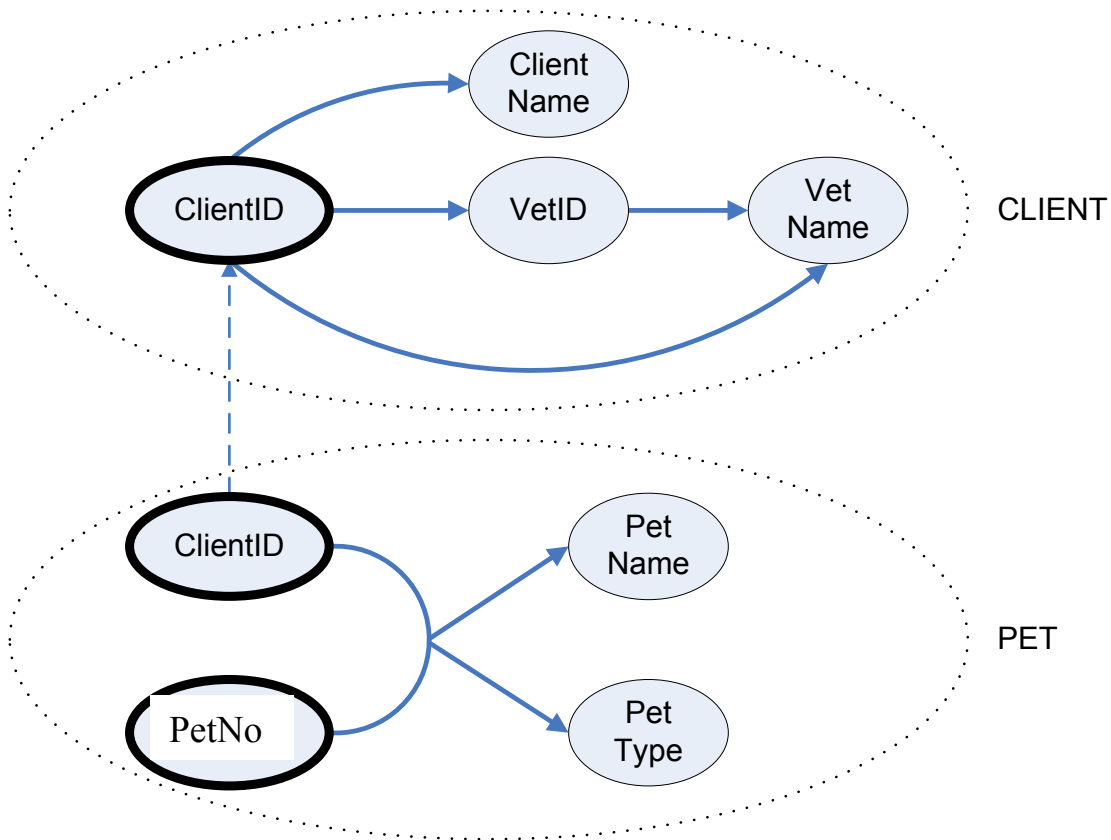 Client
Name
ClientID
VetID
Vet
Name
CLIENT
ClientID
Pet
Name
PET
PetNo
Pet
Type